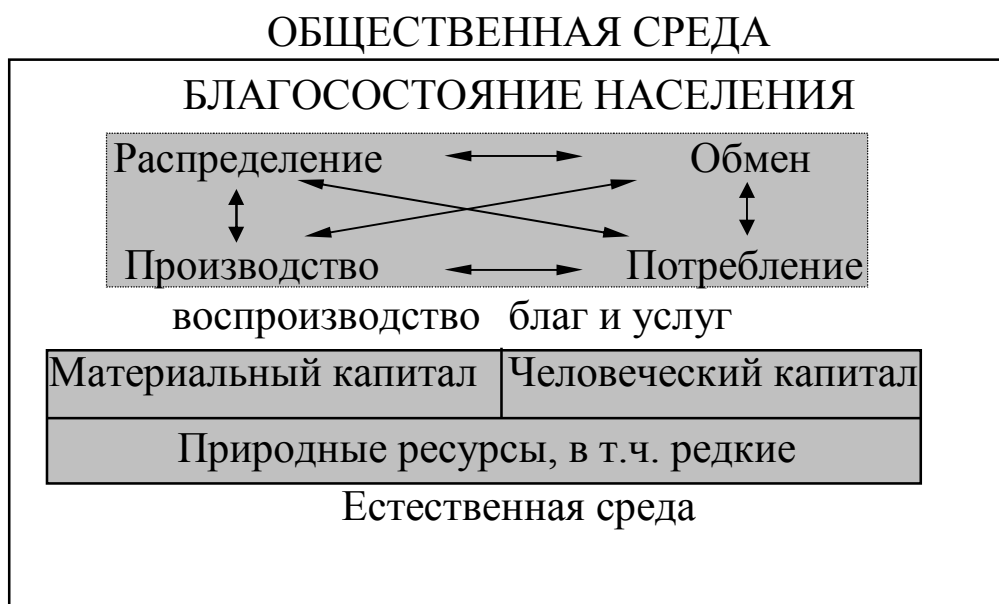 ОБЩЕСТВЕННАЯ СРЕДА
БЛАГОСОСТОЯНИЕ НАСЕЛЕНИЯ
Распределение Обмен
Производство Потребление
воспроизводство благ и услуг
Материальный капитал Человеческий капитал
Природные ресурсы, в т.ч. редкие
Естественная среда